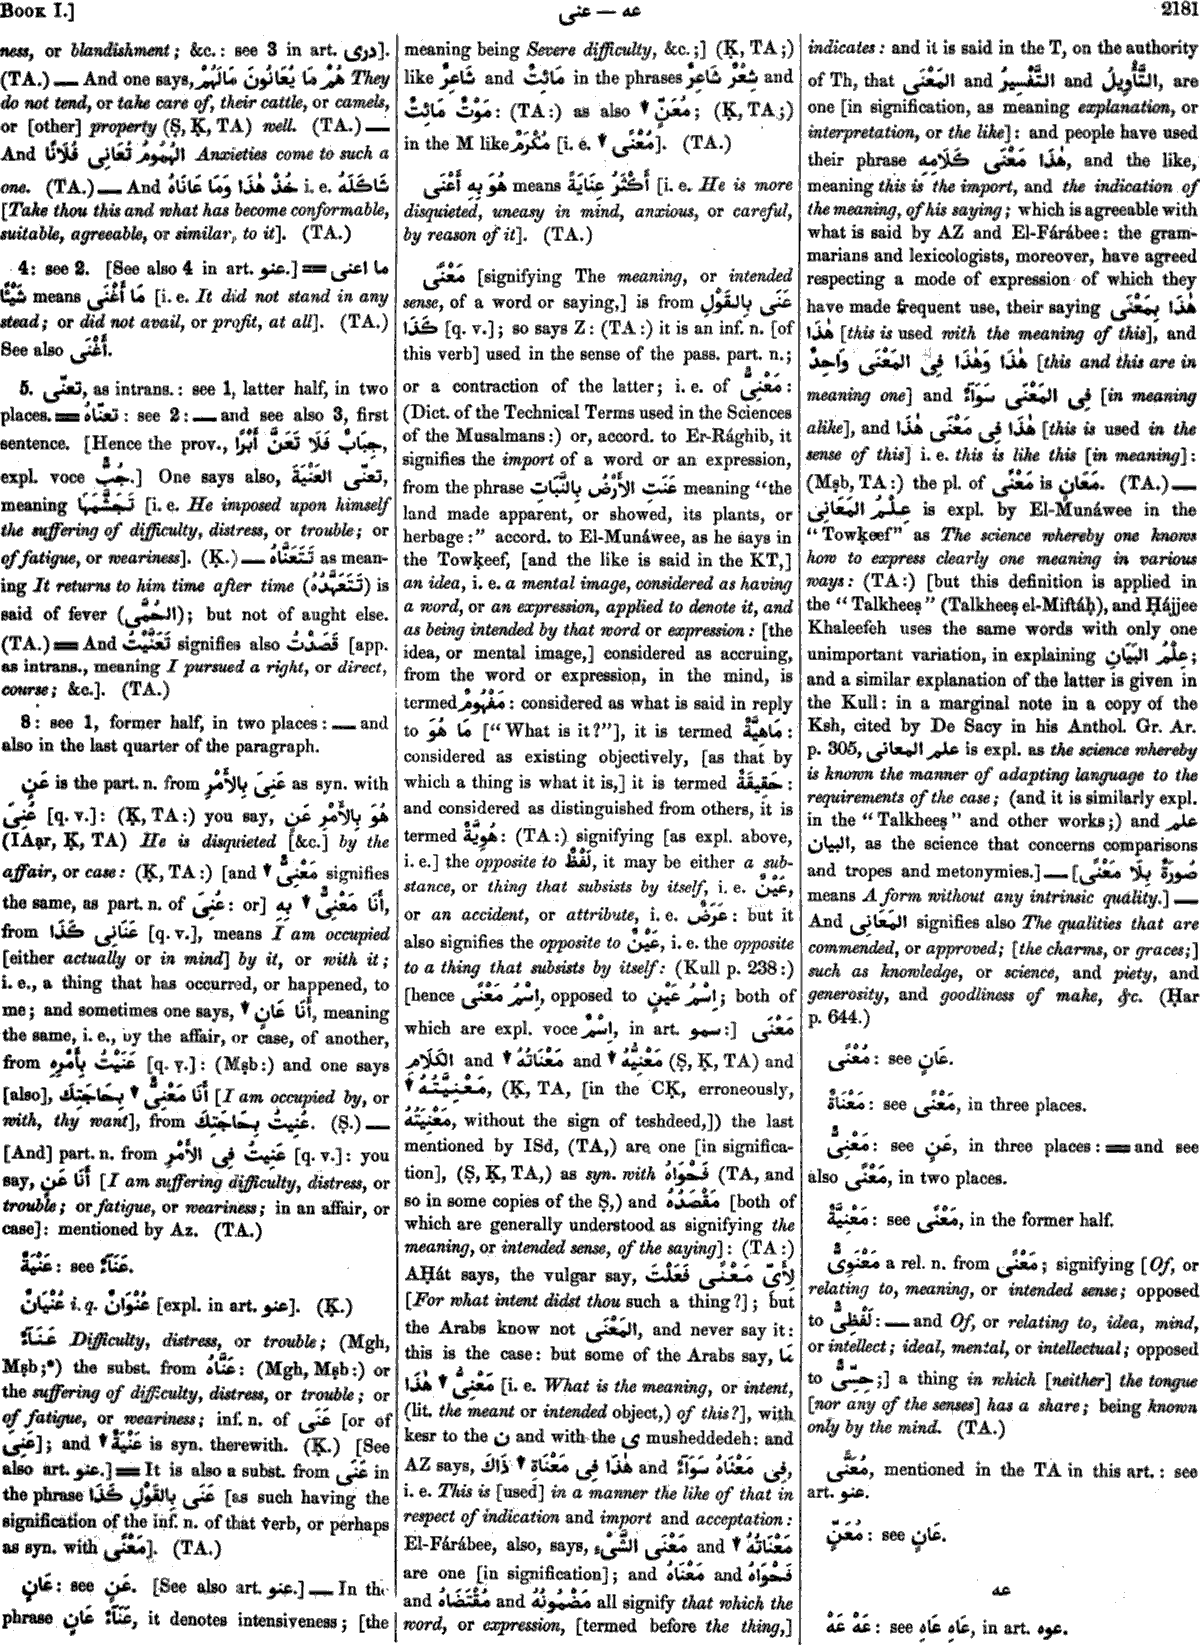 Book I.]
عه — عنى
2181
ness, or blandishment; &c.: see 3 in art. درى].
(TA.) — And one says, هُمْ مَا يُعَانُونَ مَالَهُمْ They
do not tend, or take care of, their cattle, or camels,
or [other] property (Ṣ, Ḳ, TA) well. (TA.) —
And الهُمُومُ تُعَانِى فُلَانًا Anxieties come to such a
one. (TA.) — And خُذْ هٰذَا وَمَا عَانَاهُ i. e. شَاكَلَهُ
[Take thou this and what has become conformable,
suitable, agreeable, or similar, to it]. (TA.)
4: see 2. [See also 4 in art. عنو.] == ما اعنى
شَيْئًا means مَا أَغْنَى [i. e. It did not stand in any
stead; or did not avail, or profit, at all]. (TA.)
See also أَغْنَى.
5. تعنّى, as intrans.: see 1, latter half, in two
places. == تعنّاهُ: see 2: — and see also 3, first
sentence. [Hence the prov., جِبَابٌ فَلَا تَعَنَّ أَبْرًا,
expl. voce جُبٌّ.] One says also, تعنّى العَنْيَةَ,
meaning تَجَشَّمَهَا [i. e. He imposed upon himself
the suffering of difficulty, distress, or trouble; or
of fatigue, or weariness]. (Ḳ.) — تَتَعَنَّاهُ as mean-
ing It returns to him time after time (تَتَعَهَّدُهُ) is
said of fever (الحُمَّى); but not of aught else.
(TA.) == And تَعَنَّيْتُ signifies also قَصَدْتُ [app.
as intrans., meaning I pursued a right, or direct,
course; &c.]. (TA.)
8: see 1, former half, in two places: — and
also in the last quarter of the paragraph.
عَنٍ is the part. n. from عَنِىَ بِالأَمْرِ as syn. with
عُنِىَ [q. v.]: (Ḳ, TA:) you say, هُوَ بِالأَمْرِ عَنٍ
(IAạr, Ḳ, TA) He is disquieted [&c.] by the
affair, or case: (Ḳ, TA:) [and ▼ مَعْنِىٌّ signifies
the same, as part. n. of عُنِىَ: or] أَنَا مَعْنِىٌّ ▼ بِهِ,
from عَنَانِى كَذَا [q. v.], means I am occupied
[either actually or in mind] by it, or with it;
i. e., a thing that has occurred, or happened, to
me; and sometimes one says, ▼ أَنَا عَانٍ, meaning
the same, i. e., by the affair, or case, of another,
from عَنَيْتُ بِأَمْرِهِ [q. v.]: (Mṣb:) and one says
[also], أَنَا مَعْنِىٌّ ▼ بِحَاجَتِكَ [I am occupied by, or
with, thy want], from عُنِيتُ بِحَاجَتِكَ. (Ṣ.) —
[And] part. n. from عَنِيتُ فِى الأَمْرِ [q. v.]: you
say, أَنَا عَنٍ [I am suffering difficulty, distress, or
trouble; or fatigue, or weariness; in an affair, or
case]: mentioned by Az. (TA.)
عَنْيَةٌ: see عَنَآءٌ.
عُنْيَانٌ i. q. عُنْوَانٌ [expl. in art. عنو]. (Ḳ.)
عَنَآءٌ Difficulty, distress, or trouble; (Mgh,
Mṣb;*) the subst. from عَنَّاهُ: (Mgh, Mṣb:) or
the suffering of difficulty, distress, or trouble; or
of fatigue, or weariness; inf. n. of عَنَى [or of
عَنِىَ]; and ▼ عَنْيَةٌ is syn. therewith. (Ḳ.) [See
also art. عنو.] == It is also a subst. from عَنَى in
the phrase عَنَى بِالقَوْلِ كَذَا [as such having the
signification of the inf. n. of that verb, or perhaps
as syn. with مَعْنًى]. (TA.)
عَانٍ: see عَنٍ. [See also art. عنو.] — In the
phrase عَنَآءٌ عَانٍ, it denotes intensiveness; [the
meaning being Severe difficulty, &c.;] (Ḳ, TA;)
like شَاعِرٌ and مَائِتٌ in the phrases شِعْرٌ شَاعِرٌ and
مَوْتٌ مَائِتٌ: (TA:) as also ▼ مُعَنٍّ; (Ḳ, TA;)
in the M like مُكْرَمٌ [i. e. ▼ مُعْنًى]. (TA.)
هُوَ بِهِ أَعْنَى means أَكْثَرُ عِنَايَةً [i. e. He is more
disquieted, uneasy in mind, anxious, or careful,
by reason of it]. (TA.)
مَعْنًى [signifying The meaning, or intended
sense, of a word or saying,] is from عَنَى بِالقَوْلِ
كَذَا [q. v.]; so says Z: (TA:) it is an inf. n. [of
this verb] used in the sense of the pass. part. n.;
or a contraction of the latter; i. e. of مَعْنِىٌّ:
(Dict. of the Technical Terms used in the Sciences
of the Musalmans:) or, accord. to Er-Rághib, it
signifies the import of a word or an expression,
from the phrase عَنَتِ الأَرْضُ بِالنَّبَاتِ meaning "the
land made apparent, or showed, its plants, or
herbage:" accord. to El-Munáwee, as he says in
the Towḳeef, [and the like is said in the KT,]
an idea, i. e. a mental image, considered as having
a word, or an expression, applied to denote it, and
as being intended by that word or expression: [the
idea, or mental image,] considered as accruing,
from the word or expression, in the mind, is
termed مَفْهُومٌ: considered as what is said in reply
to مَا هُوَ ["What is it?"], it is termed مَاهِيَّةٌ:
considered as existing objectively, [as that by
which a thing is what it is,] it is termed حَقِيقَةٌ:
and considered as distinguished from others, it is
termed هُوِيَّةٌ: (TA:) signifying [as expl. above,
i. e.] the opposite to لَفْظٌ, it may be either a sub-
stance, or thing that subsists by itself, i. e. عَيْنٌ,
or an accident, or attribute, i. e. عَرَضٌ: but it
also signifies the opposite to عَيْنٌ, i. e. the opposite
to a thing that subsists by itself: (Kull p. 238:)
[hence اِسْمُ مَعْنًى, opposed to اِسْمُ عَيْنٍ; both of
which are expl. voce اِسْمٌ, in art. سمو:] مَعْنَى
الكَلَامِ and ▼ مَعْنَاتُهُ and ▼ مَعْنِيُّهُ (Ṣ, Ḳ, TA) and
▼ مَعْنِيَّتُهُ, (Ḳ, TA, [in the CḲ, erroneously,
مَعْنِيَتُهُ, without the sign of teshdeed,]) the last
mentioned by ISd, (TA,) are one [in significa-
tion], (Ṣ, Ḳ, TA,) as syn. with فَحْوَاهُ (TA, and
so in some copies of the Ṣ,) and مَقْصَدُهُ [both of
which are generally understood as signifying the
meaning, or intended sense, of the saying]: (TA:)
AḤát says, the vulgar say, لِأَىِّ مَعْنًى فَعَلْتَ
[For what intent didst thou such a thing?]; but
the Arabs know not المَعْنَى, and never say it:
this is the case: but some of the Arabs say, مَا
مَعْنِىُّ ▼ هٰذَا [i. e. What is the meaning, or intent,
(lit. the meant or intended object,) of this?], with
kesr to the ن and with the ى musheddedeh: and
AZ says, هٰذَا فِى مَعْنَاةِ ▼ ذَاكَ and فِى مَعْنَاهُ سَوَآءٌ,
i. e. This is [used] in a manner the like of that in
respect of indication and import and acceptation:
El-Fárábee, also, says, مَعْنَى الشَّىْءِ and ▼ مَعْنَاتُهُ
are one [in signification]; and مَعْنَاهُ and فَحْوَاهُ
and مُقْتَضَاهُ and مَضْمُونُهُ all signify that which the
word, or expression, [termed before the thing,]
indicates: and it is said in the T, on the authority
of Th, that المَعْنَى and التَّفْسِيرُ and التَّأْوِيلُ, are
one [in signification, as meaning explanation, or
interpretation, or the like]: and people have used
their phrase هٰذَا مَعْنَى كَلَامِهِ, and the like,
meaning this is the import, and the indication of
the meaning, of his saying; which is agreeable with
what is said by AZ and El-Fárábee: the gram-
marians and lexicologists, moreover, have agreed
respecting a mode of expression of which they
have made frequent use, their saying هٰذَا بِمَعْنَى
هٰذَا [this is used with the meaning of this], and
هٰذَا وَهٰذَا فِى المَعْنَى وَاحِدٌ [this and this are in
meaning one] and فِى المَعْنَى سَوَآءٌ [in meaning
alike], and هٰذَا فِى مَعْنَى هٰذَا [this is used in the
sense of this] i. e. this is like this [in meaning]:
(Mṣb, TA:) the pl. of مَعْنًى is مَعَانٍ. (TA.) —
عِلْمُ المَعَانِى is expl. by El-Munáwee in the
"Towḳeef" as The science whereby one knows
how to express clearly one meaning in various
ways: (TA:) [but this definition is applied in
the "Talkheeṣ" (Talkheeṣ el-Miftáḥ), and Ḥájjee
Khaleefeh uses the same words with only one
unimportant variation, in explaining عِلْمُ البَيَانِ;
and a similar explanation of the latter is given in
the Kull: in a marginal note in a copy of the
Ksh, cited by De Sacy in his Anthol. Gr. Ar.
p. 305, علم المعانى is expl. as the science whereby
is known the manner of adapting language to the
requirements of the case; (and it is similarly expl.
in the "Talkheeṣ" and other works;) and علم
البيان, as the science that concerns comparisons
and tropes and metonymies.] — [صُورَةٌ بِلَا مَعْنًى
means A form without any intrinsic quality.] —
And المَعَانِى signifies also The qualities that are
commended, or approved; [the charms, or graces;]
such as knowledge, or science, and piety, and
generosity, and goodliness of make, &c. (Ḥar
p. 644.)
مُعْنًى: see عَانٍ.
مَعْنَاةٌ: see مَعْنًى, in three places.
مَعْنِىٌّ: see عَنٍ, in three places: == and see
also مَعْنًى, in two places.
مَعْنِيَّةٌ: see مَعْنًى, in the former half.
مَعْنَوِىٌّ a rel. n. from مَعْنًى; signifying [Of, or
relating to, meaning, or intended sense; opposed
to لَفْظِىٌّ: — and Of, or relating to, idea, mind,
or intellect; ideal, mental, or intellectual; opposed
to حِسِّىٌّ;] a thing in which [neither] the tongue
[nor any of the senses] has a share; being known
only by the mind. (TA.)
مُعَنًّى, mentioned in the TA in this art.: see
art. عنو.
مُعَنٍّ: see عَانٍ.
عه
عَهْ عَهْ: see عَاهِ عَاهِ, in art. عوه.